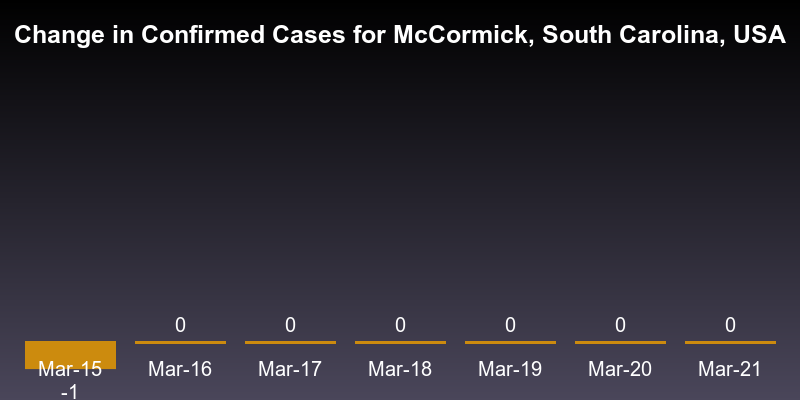 Change in Confirmed Cases for McCormick, South Carolina, USA
0 0 0 0 0 0
Mar-15 Mar-16 Mar-17 Mar-18 Mar-19 Mar-20 Mar-21
-1